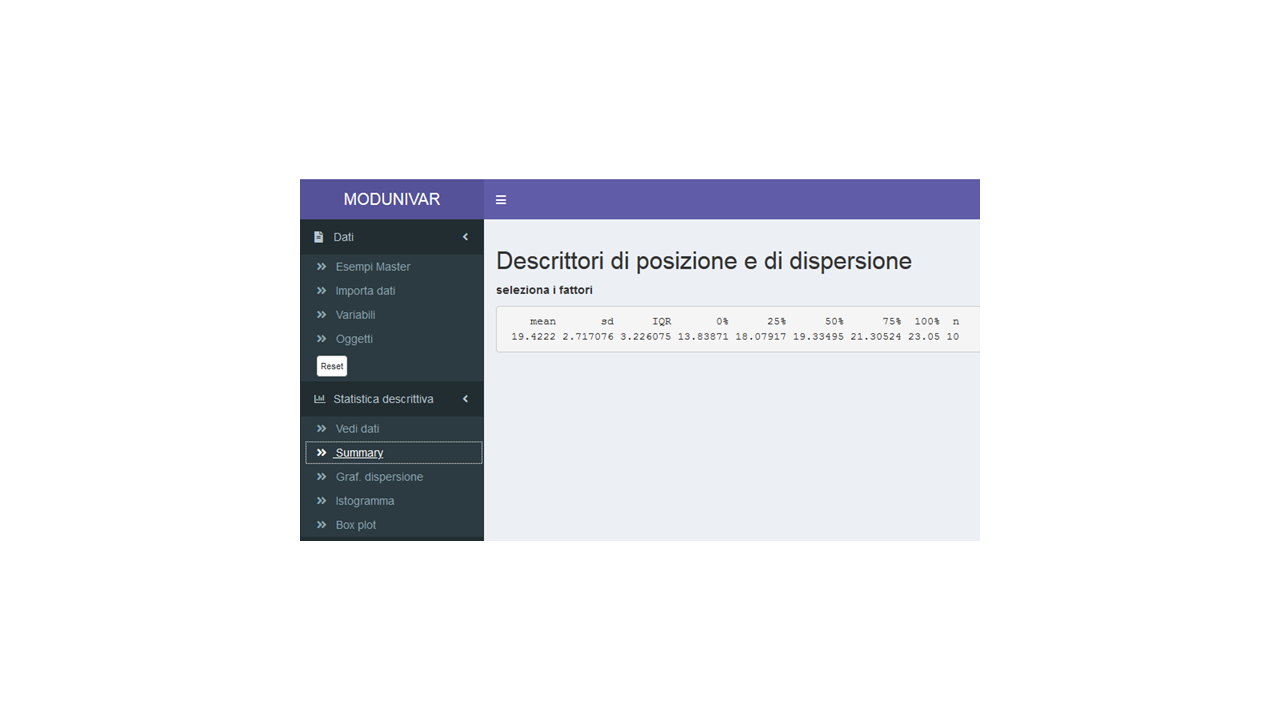 MODUNIVAR
Dati
Esempi Master
Importa dati
Variabili
Oggetti
Reset
Statistica descrittiva
Vedi dati
Summary
Graf. dispersione
Istogramma
Box plot
Descrittori di posizione e di dispersione
seleziona i fattori
mean sd IQR 0% 25% 50% 75% 100% n
19.4222 2.717076 3.226075 13.83871 18.07917 19.33495 21.30524 23.05 10